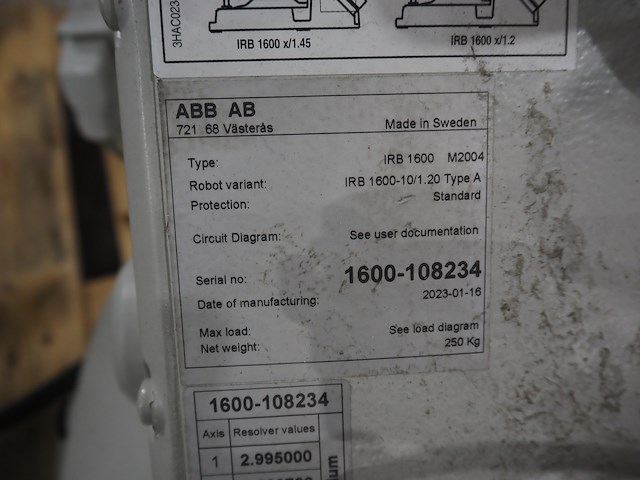 3HAC023
IRB 1600 x/1.45
IRB 1600 x/1.2
ABB AB
721 68 Västerås
Made in Sweden
Type: IRB 1600 M2004
Robot variant: IRB 1600-10/1.20 Type A
Protection: Standard
Circuit Diagram: See user documentation
Serial no: 1600-108234
Date of manufacturing: 2023-01-16
Max load: See load diagram
Net weight: 250 Kg
1600-108234
Axis Resolver values
1 2.995000